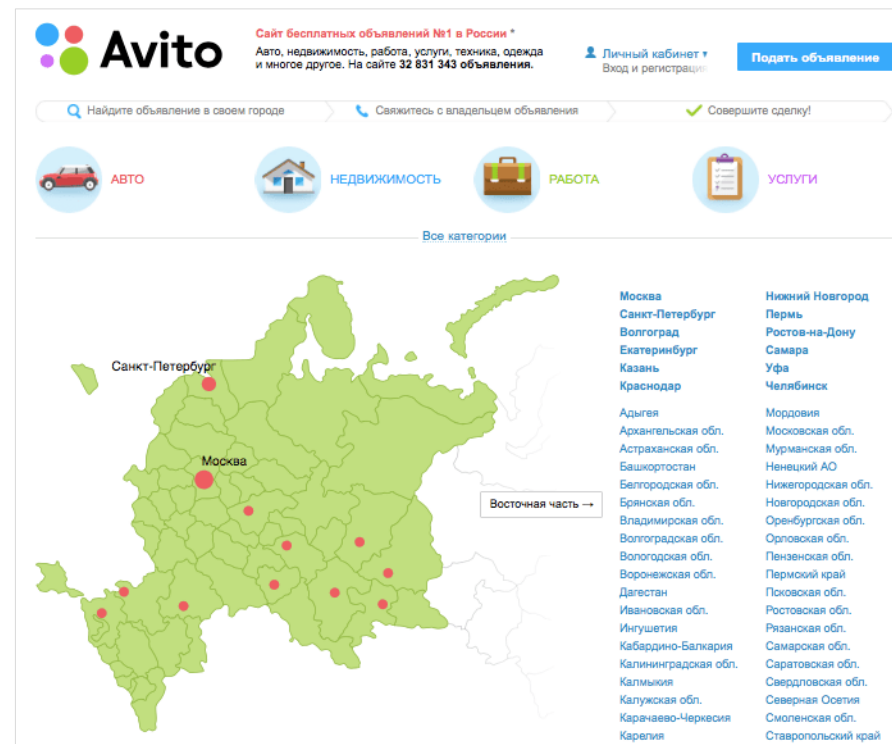 Avito
Сайт бесплатных объявлений №1 в России *
Авто, недвижимость, работа, услуги, техника, одежда
и многое другое. На сайте 32 831 343 объявления.
Личный кабинет ▾
Вход и регистрация
Подать объявление
Найдите объявление в своем городе
Свяжитесь с владельцем объявления
Совершите сделку!
АВТО
НЕДВИЖИМОСТЬ
РАБОТА
УСЛУГИ
Все категории
Санкт-Петербург
Москва
Восточная часть →
Москва
Санкт-Петербург
Волгоград
Екатеринбург
Казань
Краснодар
Нижний Новгород
Пермь
Ростов-на-Дону
Самара
Уфа
Челябинск
Адыгея
Архангельская обл.
Астраханская обл.
Башкортостан
Белгородская обл.
Брянская обл.
Владимирская обл.
Волгоградская обл.
Вологодская обл.
Воронежская обл.
Дагестан
Ивановская обл.
Ингушетия
Кабардино-Балкария
Калининградская обл.
Калмыкия
Калужская обл.
Карачаево-Черкесия
Карелия
Мордовия
Московская обл.
Мурманская обл.
Ненецкий АО
Нижегородская обл.
Новгородская обл.
Оренбургская обл.
Орловская обл.
Пензенская обл.
Пермский край
Псковская обл.
Ростовская обл.
Рязанская обл.
Самарская обл.
Саратовская обл.
Свердловская обл.
Северная Осетия
Смоленская обл.
Ставропольский край